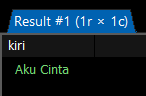 Result #1 (1r × 1c)
kiri
Aku Cinta